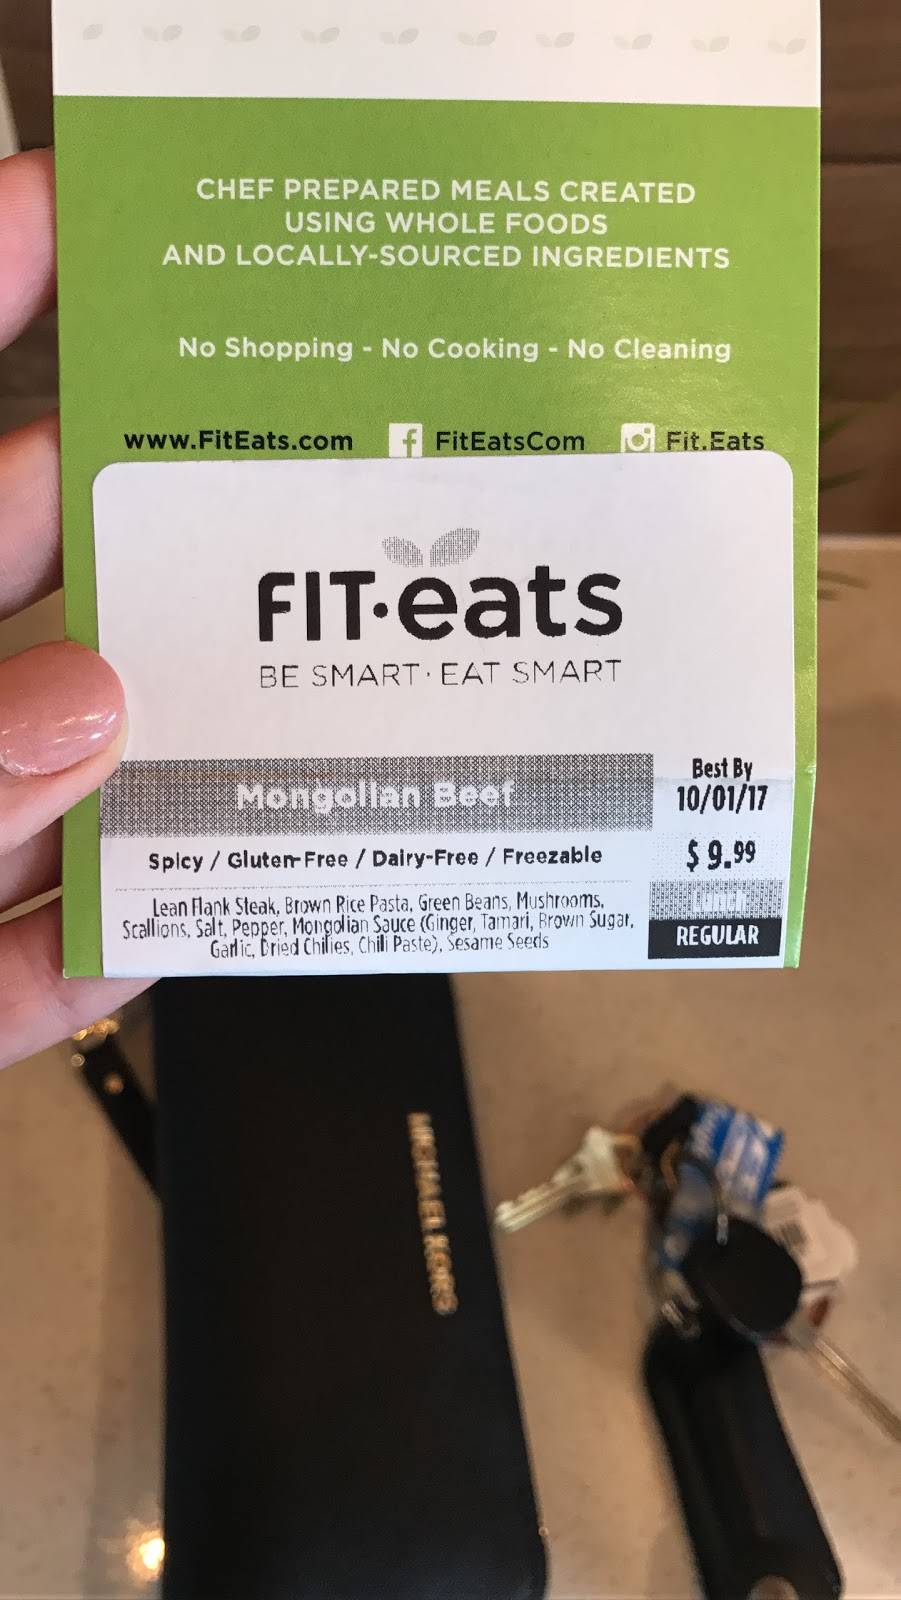 CHEF PREPARED MEALS CREATED
USING WHOLE FOODS
AND LOCALLY-SOURCED INGREDIENTS
No Shopping - No Cooking - No Cleaning
www.FitEats.com f FitEatsCom Fit.Eats
FIT·eats
BE SMART · EAT SMART
Mongolian Beef
Best By
10/01/17
Spicy / Gluten-Free / Dairy-Free / Freezable
$ 9.99
Lean Flank Steak, Brown Rice Pasta, Green Beans, Mushrooms,
Scallions, Salt, Pepper, Mongolian Sauce (Ginger, Tamari, Brown Sugar,
Garlic, Dried Chilies, Chili Paste), Sesame Seeds
Lunch
REGULAR
MICHAEL KORS